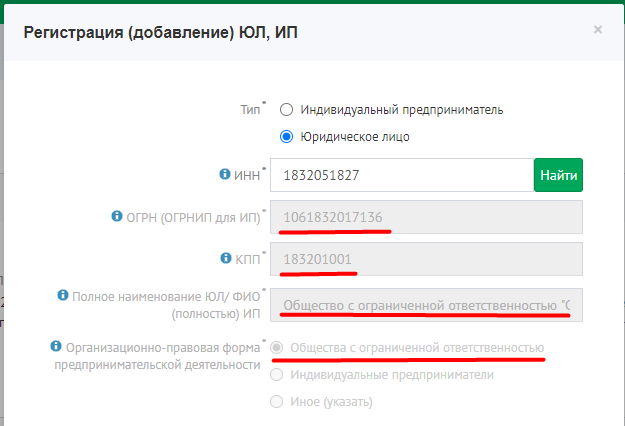 Регистрация (добавление) ЮЛ, ИП ×
Тип * Индивидуальный предприниматель
Юридическое лицо
ИНН * 1832051827 Найти
ОГРН (ОГРНИП для ИП) * 1061832017136
КПП * 183201001
Полное наименование ЮЛ/ ФИО * Общество с ограниченной ответственностью "С
(полностью) ИП
Организационно-правовая форма * Общества с ограниченной ответственностью
предпринимательской деятельности
Индивидуальные предприниматели
Иное (указать)